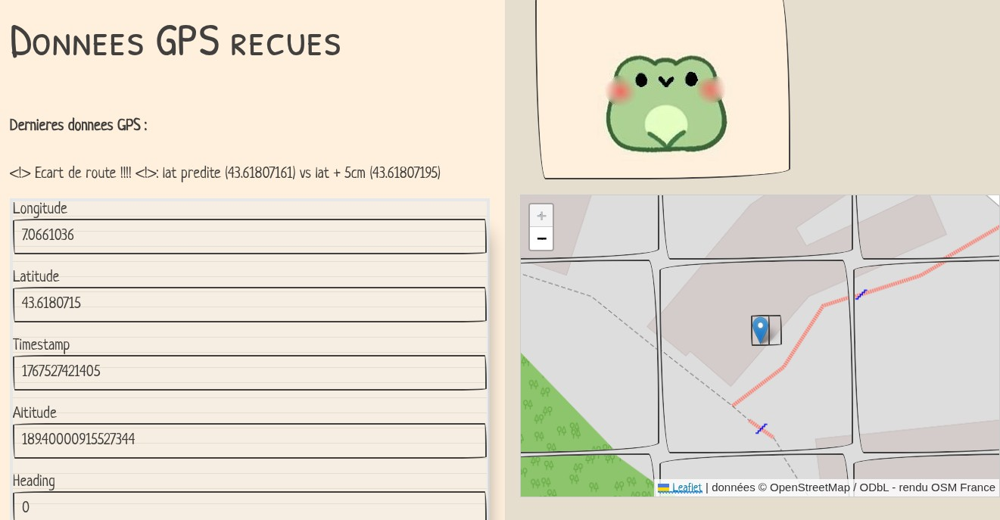 Donnees GPS recues
Dernieres donnees GPS :
<!> Ecart de route !!!! <!>: lat predite (43.61807161) vs lat + 5cm (43.61807195)
Longitude
7.0661036
Latitude
43.6180715
Timestamp
1767527421405
Altitude
189.40000915527344
Heading
0
+
−
Leaflet | données © OpenStreetMap / ODbL - rendu OSM France